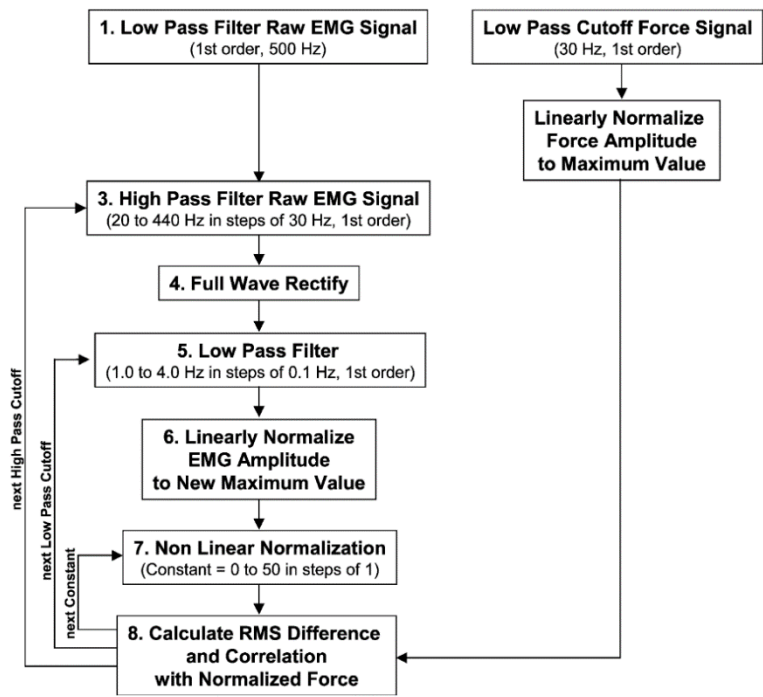 1. Low Pass Filter Raw EMG Signal
(1st order, 500 Hz)
Low Pass Cutoff Force Signal
(30 Hz, 1st order)
Linearly Normalize
Force Amplitude
to Maximum Value
3. High Pass Filter Raw EMG Signal
(20 to 440 Hz in steps of 30 Hz, 1st order)
4. Full Wave Rectify
5. Low Pass Filter
(1.0 to 4.0 Hz in steps of 0.1 Hz, 1st order)
6. Linearly Normalize
EMG Amplitude
to New Maximum Value
7. Non Linear Normalization
(Constant = 0 to 50 in steps of 1)
8. Calculate RMS Difference
and Correlation
with Normalized Force
next High Pass Cutoff
next Low Pass Cutoff
next Constant